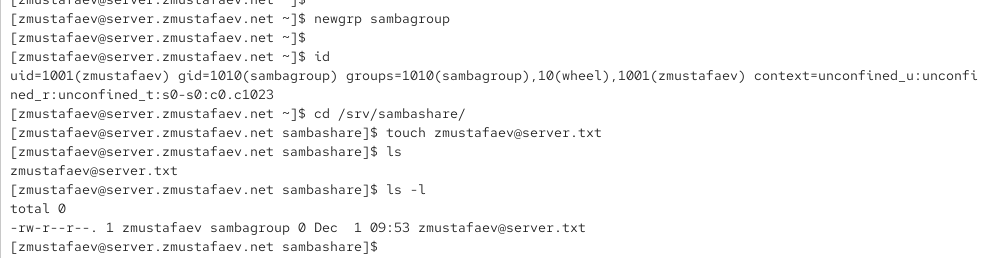 [zmustafaev@server.zmustafaev.net ~]$
[zmustafaev@server.zmustafaev.net ~]$ newgrp sambagroup
[zmustafaev@server.zmustafaev.net ~]$
[zmustafaev@server.zmustafaev.net ~]$ id
uid=1001(zmustafaev) gid=1010(sambagroup) groups=1010(sambagroup),10(wheel),1001(zmustafaev) context=unconfined_u:unconfi
ned_r:unconfined_t:s0-s0:c0.c1023
[zmustafaev@server.zmustafaev.net ~]$ cd /srv/sambashare/
[zmustafaev@server.zmustafaev.net sambashare]$ touch zmustafaev@server.txt
[zmustafaev@server.zmustafaev.net sambashare]$ ls
zmustafaev@server.txt
[zmustafaev@server.zmustafaev.net sambashare]$ ls -l
total 0
-rw-r--r--. 1 zmustafaev sambagroup 0 Dec  1 09:53 zmustafaev@server.txt
[zmustafaev@server.zmustafaev.net sambashare]$